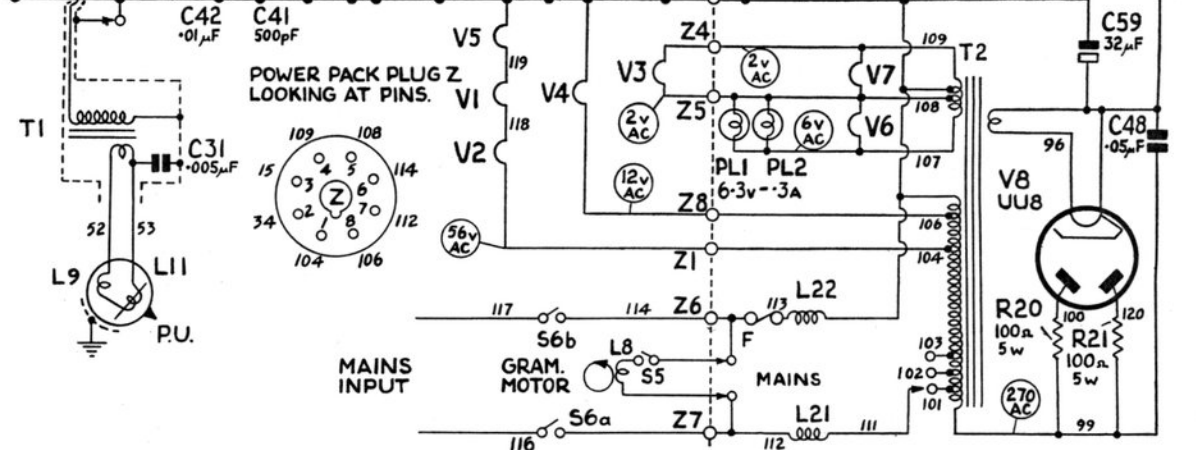 C42
·01µF
C41
500pF
V5
119
V1
118
V2
V4
POWER PACK PLUG Z
LOOKING AT PINS.
T1
C31
·005µF
109
108
15
114
34
112
104
106
4
5
3
6
2
7
1
8
Z
52
53
L9
L11
P.U.
56v
AC
Z4
V3
2v
AC
Z5
2v
AC
12v
AC
6v
AC
PL1
PL2
6·3v-·3A
V7
V6
109
108
107
T2
Z8
106
Z1
104
C59
32µF
C48
·05µF
96
V8
UU8
R20
100Ω
5w
100
R21
100Ω
5w
120
117
S6b
114
Z6
F
113
L22
MAINS
INPUT
GRAM.
MOTOR
L8
S5
MAINS
103
102
101
270
AC
116
S6a
Z7
112
L21
111
99